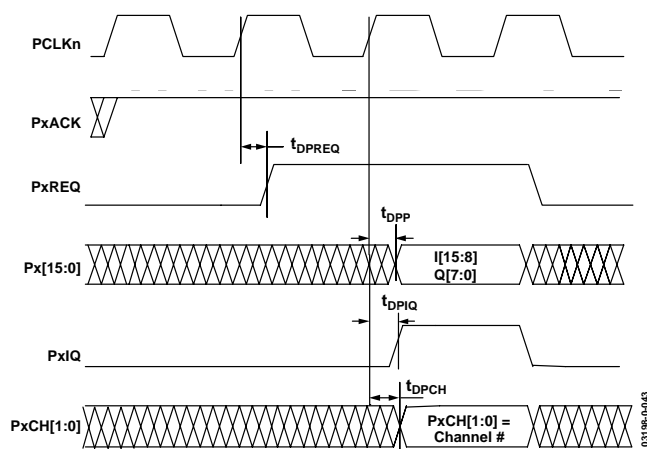 PCLKn
PxACK
tDPREQ
PxREQ
tDPP
Px[15:0]
I[15:8]
Q[7:0]
tDPIQ
PxIQ
tDPCH
PxCH[1:0]
PxCH[1:0] =
Channel #
03198-0-043